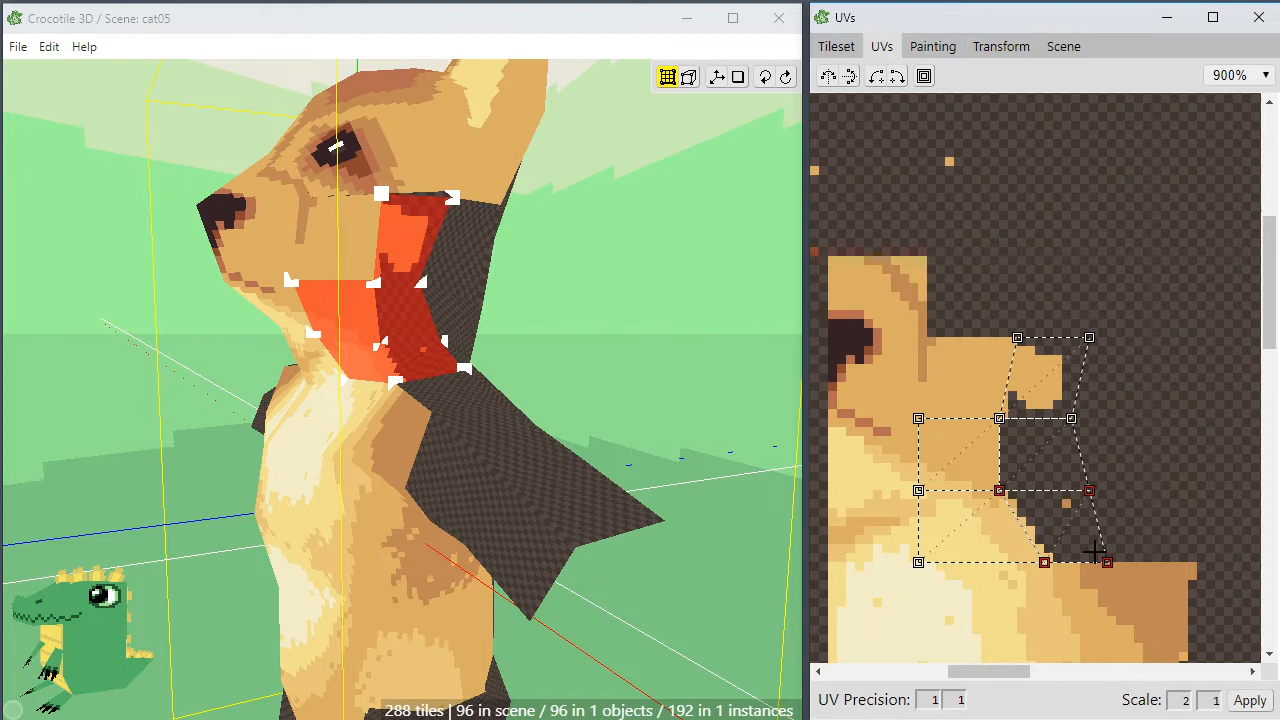 Crocotile 3D / Scene: cat05
File Edit Help
288 tiles | 96 in scene / 96 in 1 objects / 192 in 1 instances
UVs
Tileset UVs Painting Transform Scene
900%
UV Precision: 1 1 Scale: 2 1 Apply